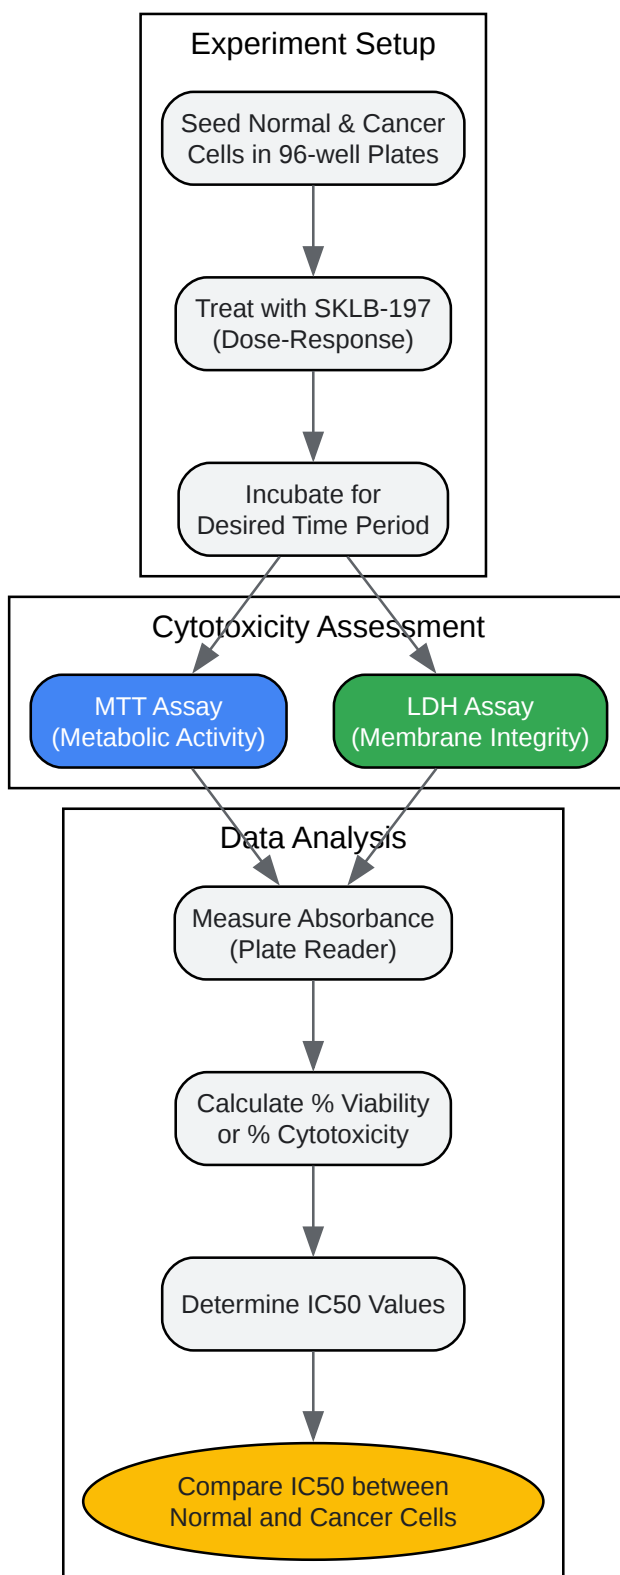 Experiment Setup
Seed Normal & Cancer
Cells in 96-well Plates
Treat with SKLB-197
(Dose-Response)
Incubate for
Desired Time Period
Cytotoxicity Assessment
MTT Assay
(Metabolic Activity)
LDH Assay
(Membrane Integrity)
Data Analysis
Measure Absorbance
(Plate Reader)
Calculate % Viability
or % Cytotoxicity
Determine IC50 Values
Compare IC50 between
Normal and Cancer Cells